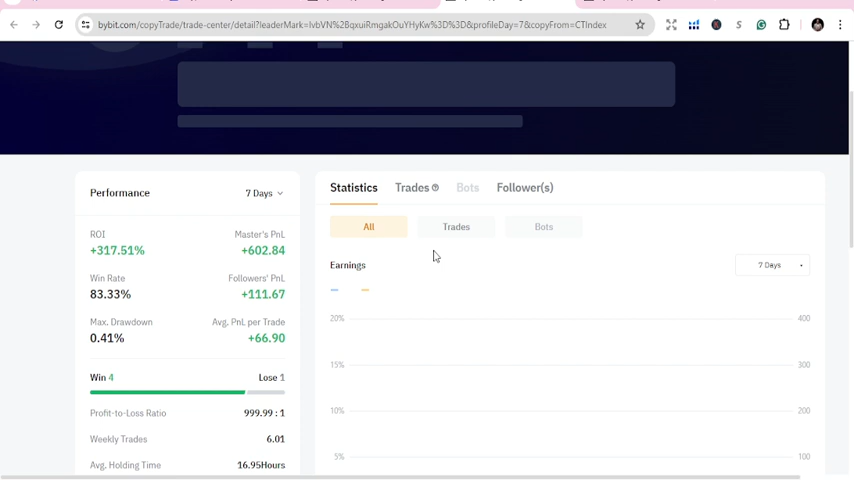 bybit.com/copyTrade/trade-center/detail?leaderMark=IvbVN%2BqxuiRmgakOuYHyKw%3D%3D&profileDay=7&copyFrom=CTIndex
Performance
7 Days
ROI
Master's PnL
+317.51%
+602.84
Win Rate
Followers' PnL
83.33%
+111.67
Max. Drawdown
Avg. PnL per Trade
0.41%
+66.90
Win 4
Lose 1
Profit-to-Loss Ratio
999.99 : 1
Weekly Trades
6.01
Avg. Holding Time
16.95Hours
Statistics
Trades
Bots
Follower(s)
All
Trades
Bots
Earnings
7 Days
20%
400
15%
300
10%
200
5%
100